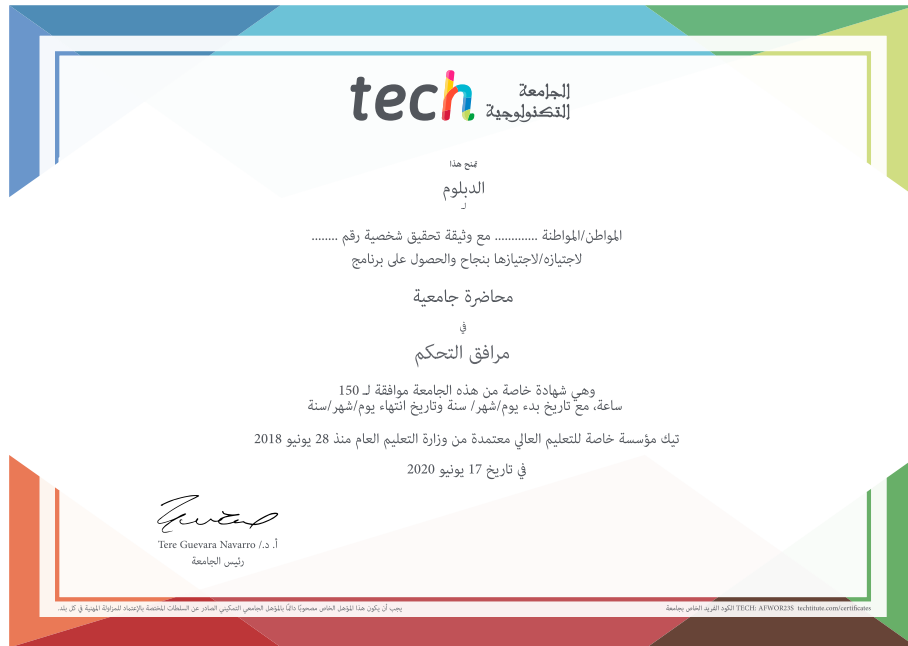 tech الجامعة
التكنولوجية
يمنح هذا
الدبلوم
لـ
المواطن/المواطنة ............. مع وثيقة تحقيق شخصية رقم ........
لاجتيازه/لاجتيازها بنجاح والحصول على برنامج
محاضرة جامعية
في
مرافق التحكم
وهي شهادة خاصة من هذه الجامعة موافقة لـ 150
ساعة، مع تاريخ بدء يوم/شهر/ سنة وتاريخ انتهاء يوم/شهر/سنة
تيك مؤسسة خاصة للتعليم العالي معتمدة من وزارة التعليم العام منذ 28 يونيو 2018
في تاريخ 17 يونيو 2020
أ. د./ Tere Guevara Navarro
رئيس الجامعة
يجب أن يكون هذا المؤهل الخاص مصحوبًا دائمًا بالمؤهل الجامعي التمكيني الصادر عن السلطات المختصة بالإعتماد للمزاولة المهنية في كل بلد.
الكود الفريد الخاص بجامعة TECH: AFWOR23S techtitute.com/certificates